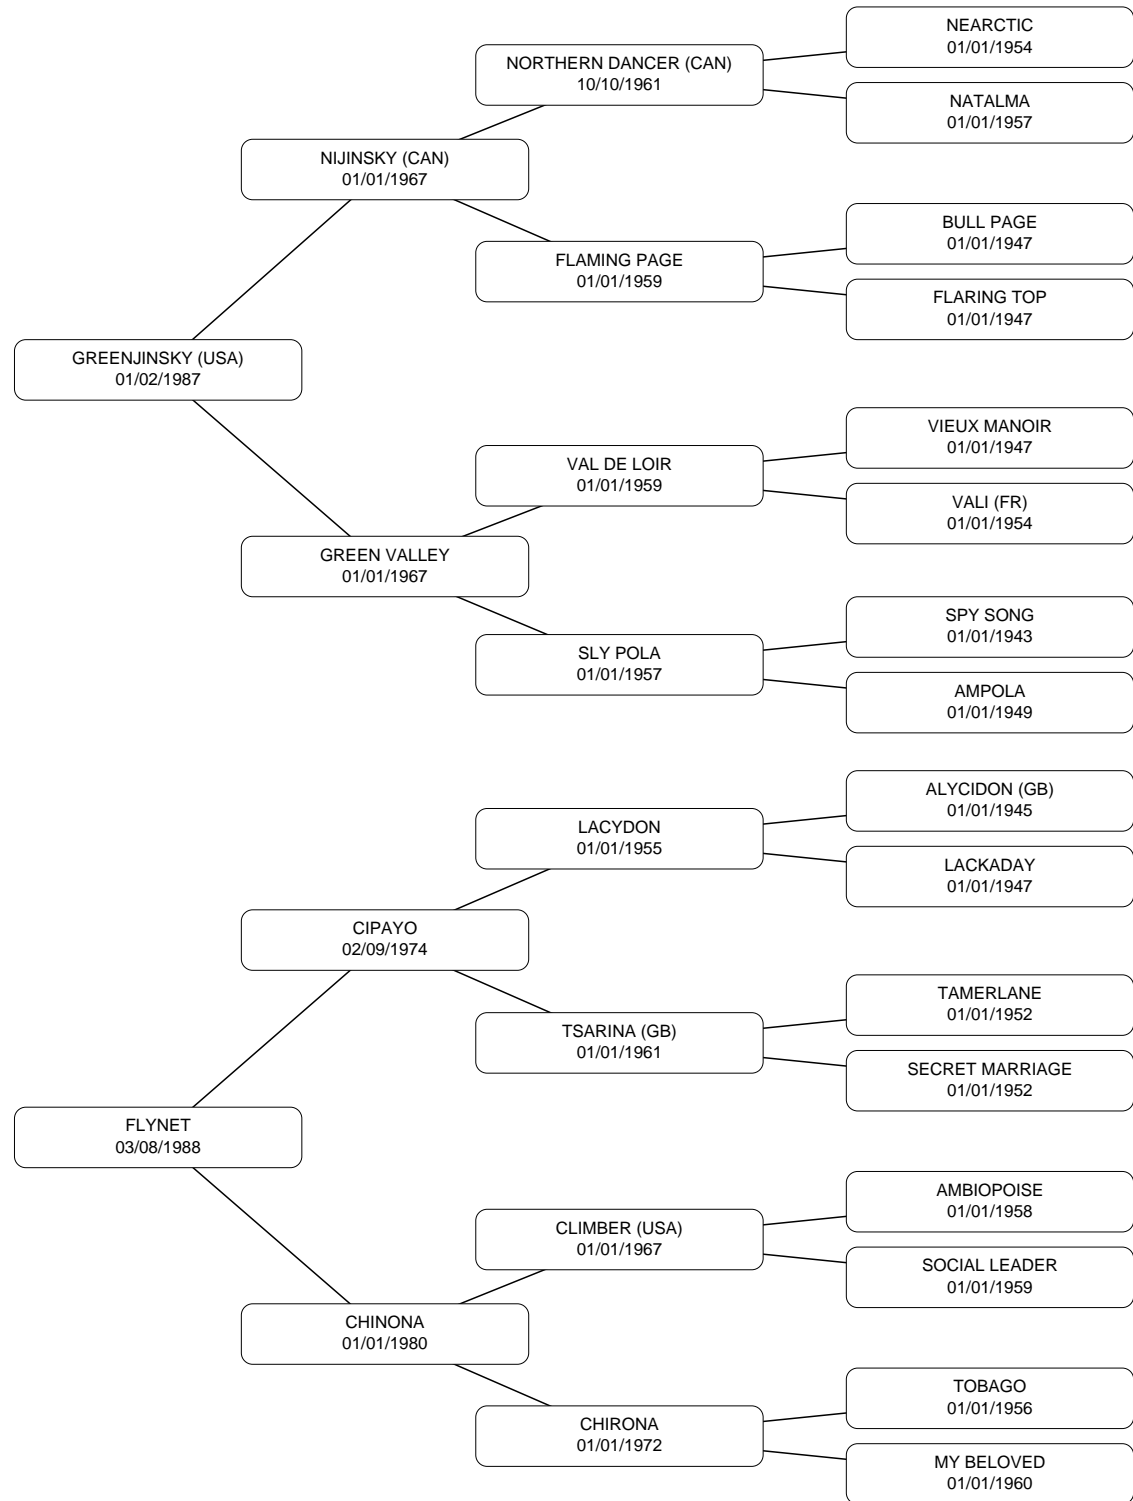 NEARCTIC
01/01/1954
NORTHERN DANCER (CAN)
10/10/1961
NATALMA
01/01/1957
NIJINSKY (CAN)
01/01/1967
BULL PAGE
01/01/1947
FLAMING PAGE
01/01/1959
FLARING TOP
01/01/1947
GREENJINSKY (USA)
01/02/1987
VIEUX MANOIR
01/01/1947
VAL DE LOIR
01/01/1959
VALI (FR)
01/01/1954
GREEN VALLEY
01/01/1967
SPY SONG
01/01/1943
SLY POLA
01/01/1957
AMPOLA
01/01/1949
ALYCIDON (GB)
01/01/1945
LACYDON
01/01/1955
LACKADAY
01/01/1947
CIPAYO
02/09/1974
TAMERLANE
01/01/1952
TSARINA (GB)
01/01/1961
SECRET MARRIAGE
01/01/1952
FLYNET
03/08/1988
AMBIOPOISE
01/01/1958
CLIMBER (USA)
01/01/1967
SOCIAL LEADER
01/01/1959
CHINONA
01/01/1980
TOBAGO
01/01/1956
CHIRONA
01/01/1972
MY BELOVED
01/01/1960